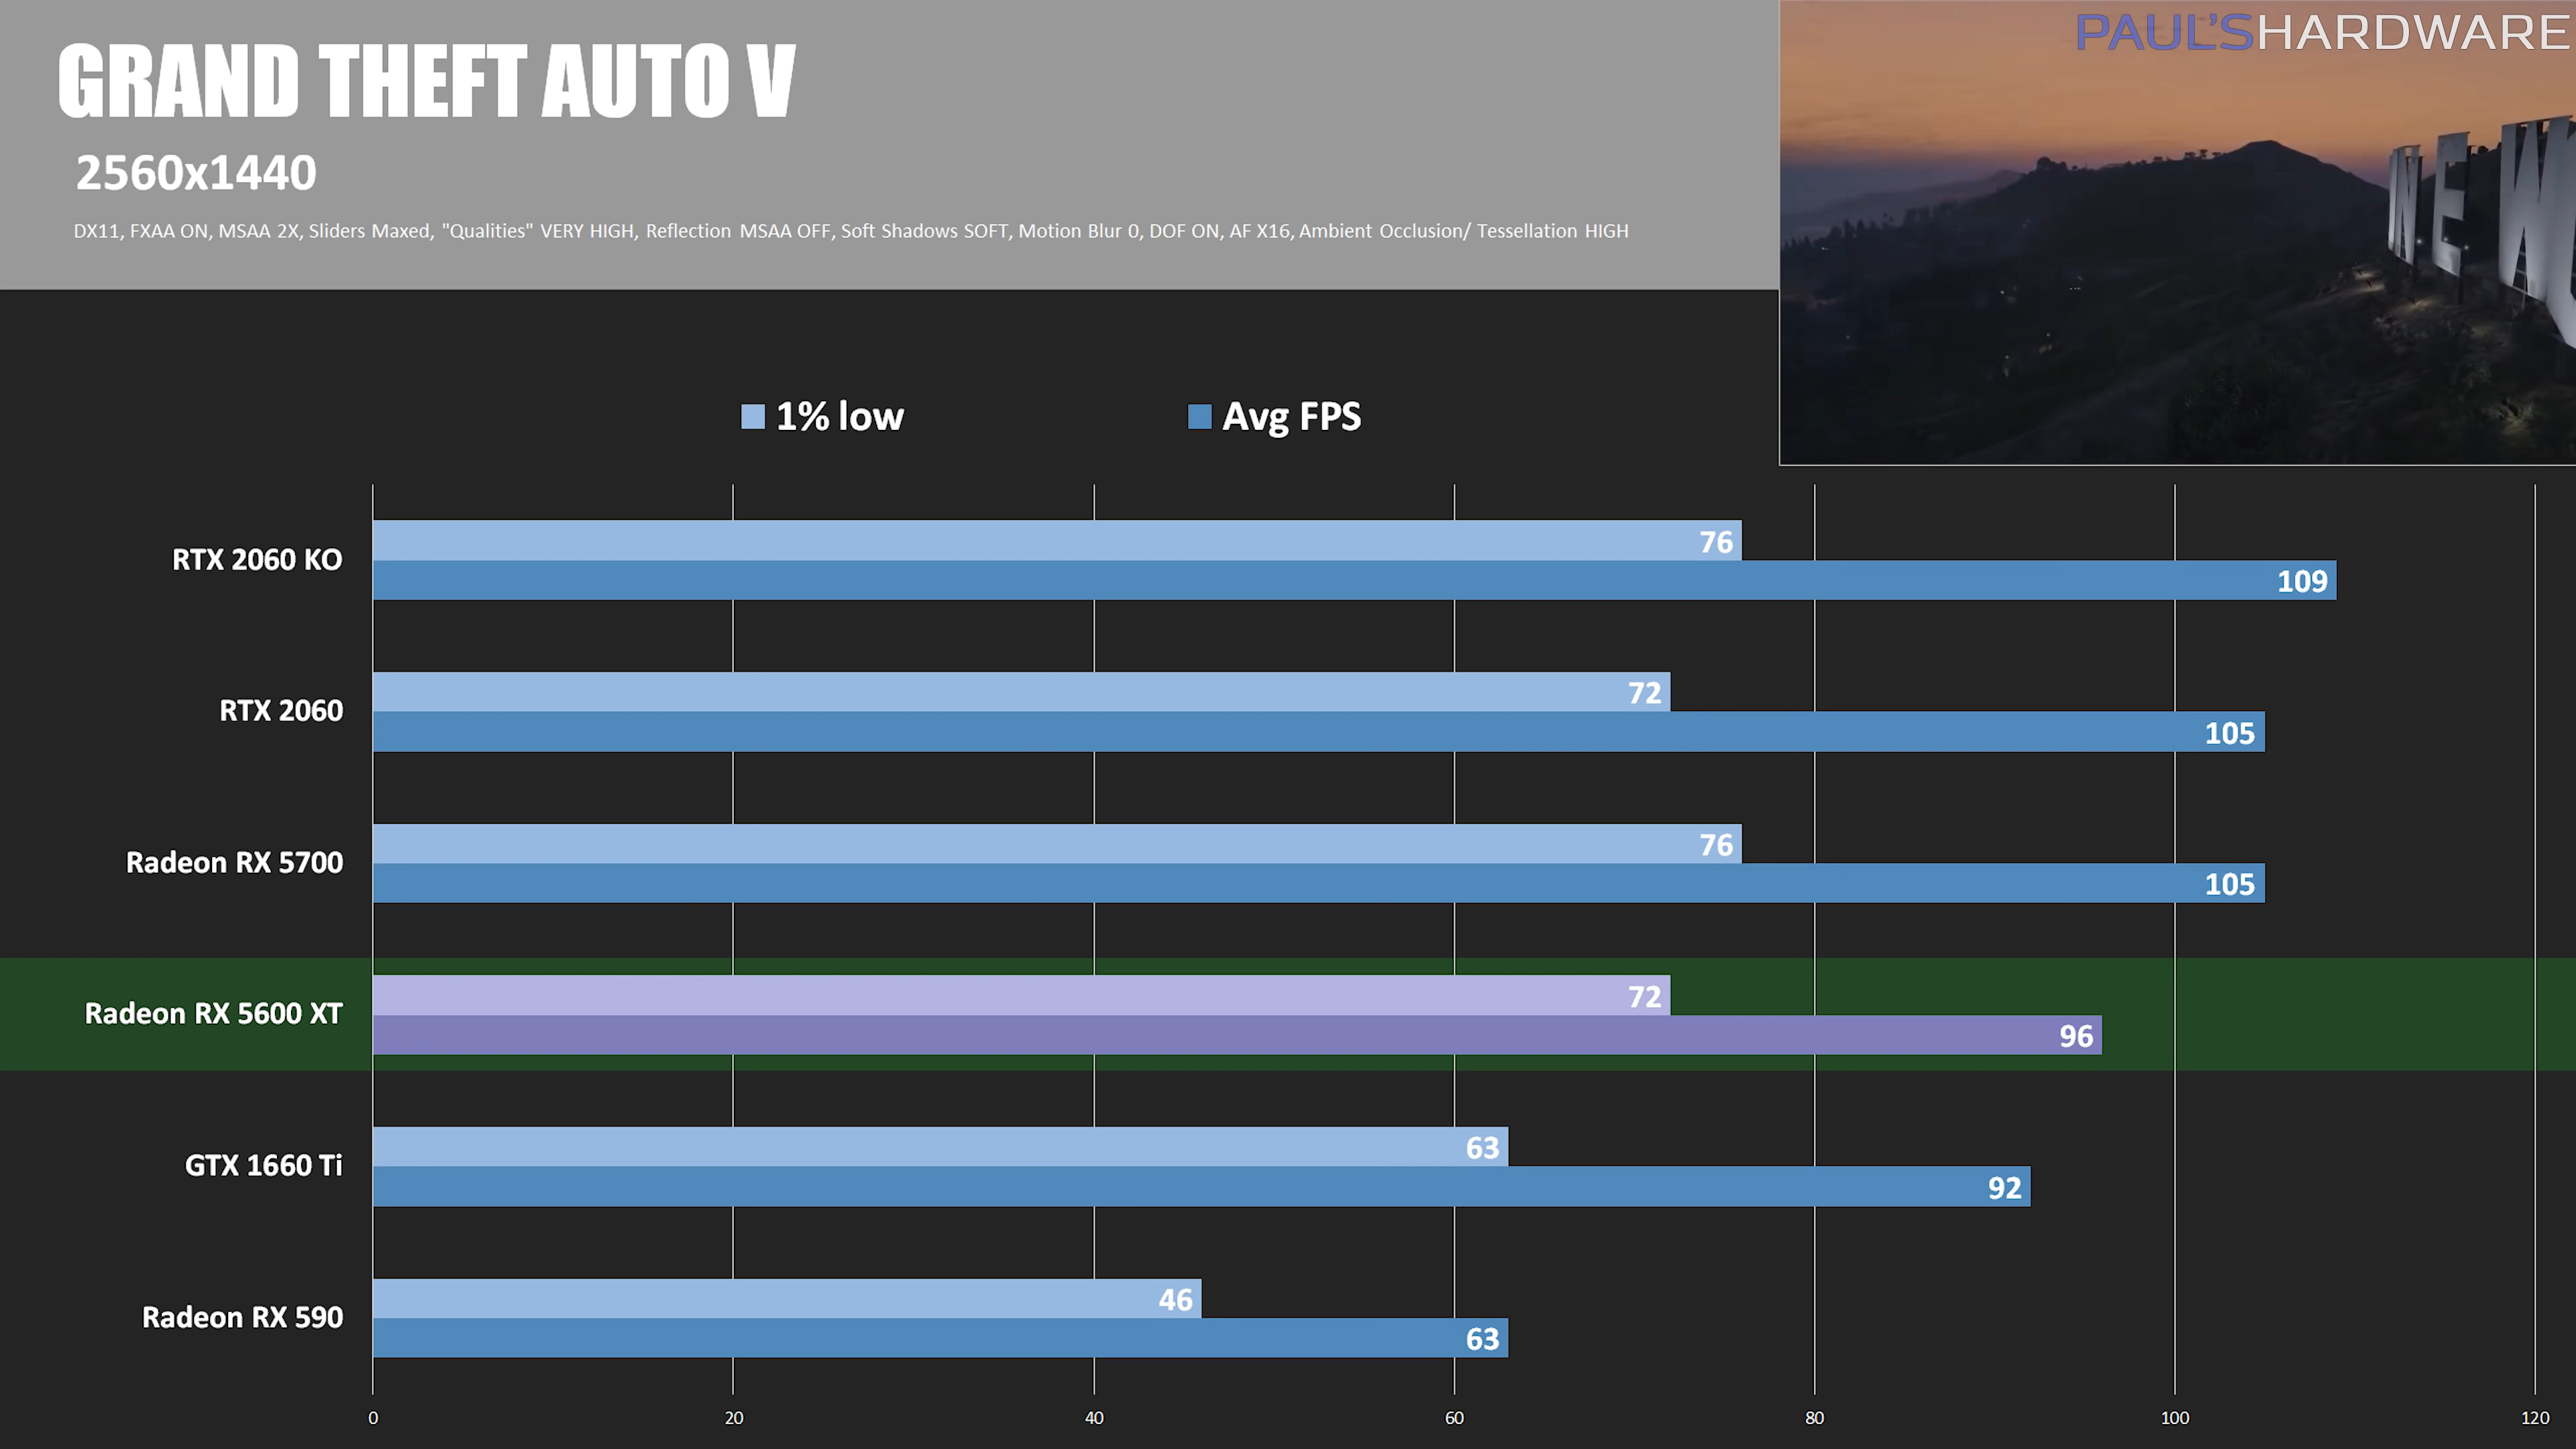 PAUL'SHARDWARE
GRAND THEFT AUTO V
2560x1440
DX11, FXAA ON, MSAA 2X, Sliders Maxed, "Qualities" VERY HIGH, Reflection MSAA OFF, Soft Shadows SOFT, Motion Blur 0, DOF ON, AF X16, Ambient Occlusion/ Tessellation HIGH
NEW
1% low
Avg FPS
RTX 2060 KO
76
109
RTX 2060
72
105
Radeon RX 5700
76
105
Radeon RX 5600 XT
72
96
GTX 1660 Ti
63
92
Radeon RX 590
46
63
0 20 40 60 80 100 120